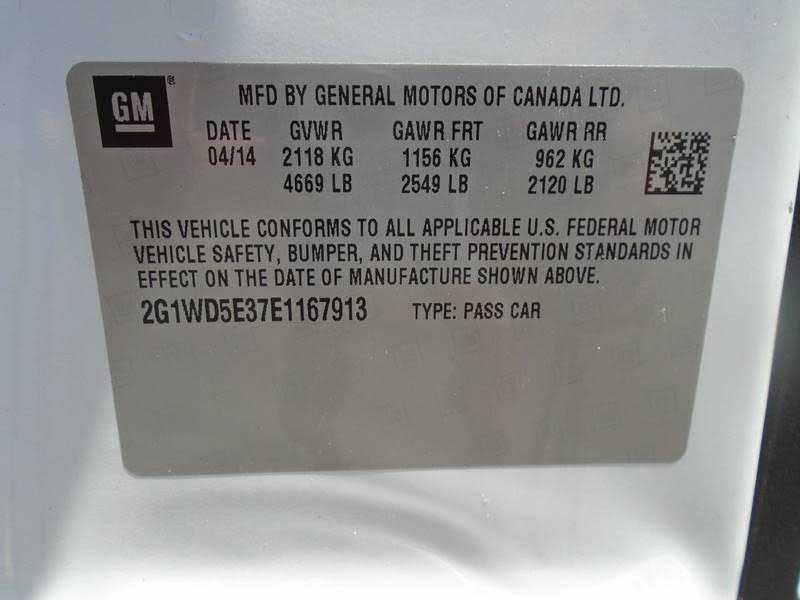 GM ®
MFD BY GENERAL MOTORS OF CANADA LTD.
DATE GVWR GAWR FRT GAWR RR
04/14 2118 KG 1156 KG 962 KG
4669 LB 2549 LB 2120 LB
THIS VEHICLE CONFORMS TO ALL APPLICABLE U.S. FEDERAL MOTOR
VEHICLE SAFETY, BUMPER, AND THEFT PREVENTION STANDARDS IN
EFFECT ON THE DATE OF MANUFACTURE SHOWN ABOVE.
2G1WD5E37E1167913 TYPE: PASS CAR